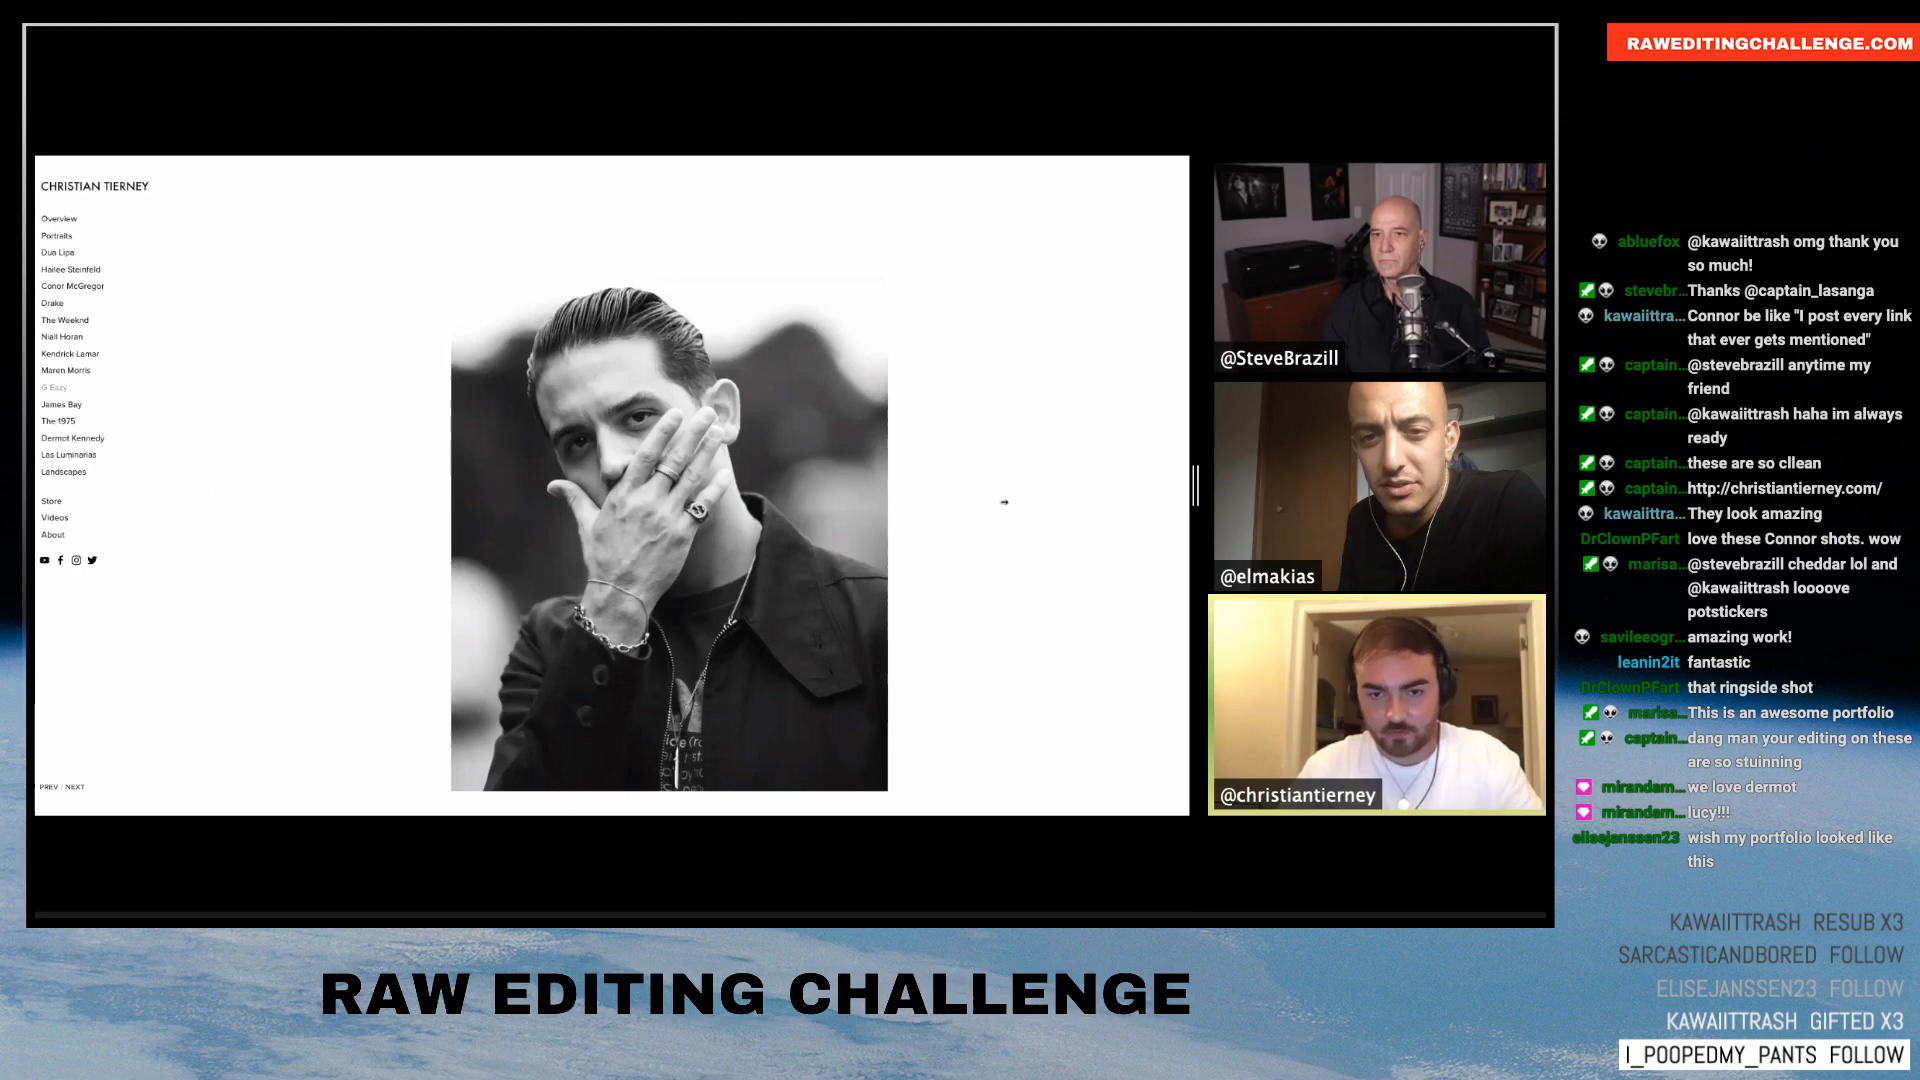 RAWEDITINGCHALLENGE.COM
CHRISTIAN TIERNEY
Overview
Portraits
Dua Lipa
Hailee Steinfeld
Conor McGregor
Drake
The Weeknd
Niall Horan
Kendrick Lamar
Maren Morris
G Eazy
James Bay
The 1975
Dermot Kennedy
Las Luminarias
Landscapes
Store
Videos
About
PREV / NEXT
@SteveBrazill
@elmakias
@christiantierney
abluefox @kawaiittrash omg thank you
so much!
stevebr... Thanks @captain_lasanga
kawaiittra... Connor be like "I post every link
that ever gets mentioned"
captain... @stevebrazill anytime my
friend
captain... @kawaiittrash haha im always
ready
captain... these are so cllean
captain... http://christiantierney.com/
kawaiittra... They look amazing
DrClownPFart love these Connor shots. wow
marisa... @stevebrazill cheddar lol and
@kawaiittrash loooove
potstickers
savileeogr... amazing work!
leanin2it fantastic
DrClownPFart that ringside shot
marisa... This is an awesome portfolio
captain... dang man your editing on these
are so stuinning
mirandam... we love dermot
mirandam... lucy!!!
elisejanssen23 wish my portfolio looked like
this
KAWAIITTRASH RESUB X3
SARCASTICANDBORED FOLLOW
ELISEJANSSEN23 FOLLOW
KAWAIITTRASH GIFTED X3
I_POOPEDMY_PANTS FOLLOW
RAW EDITING CHALLENGE